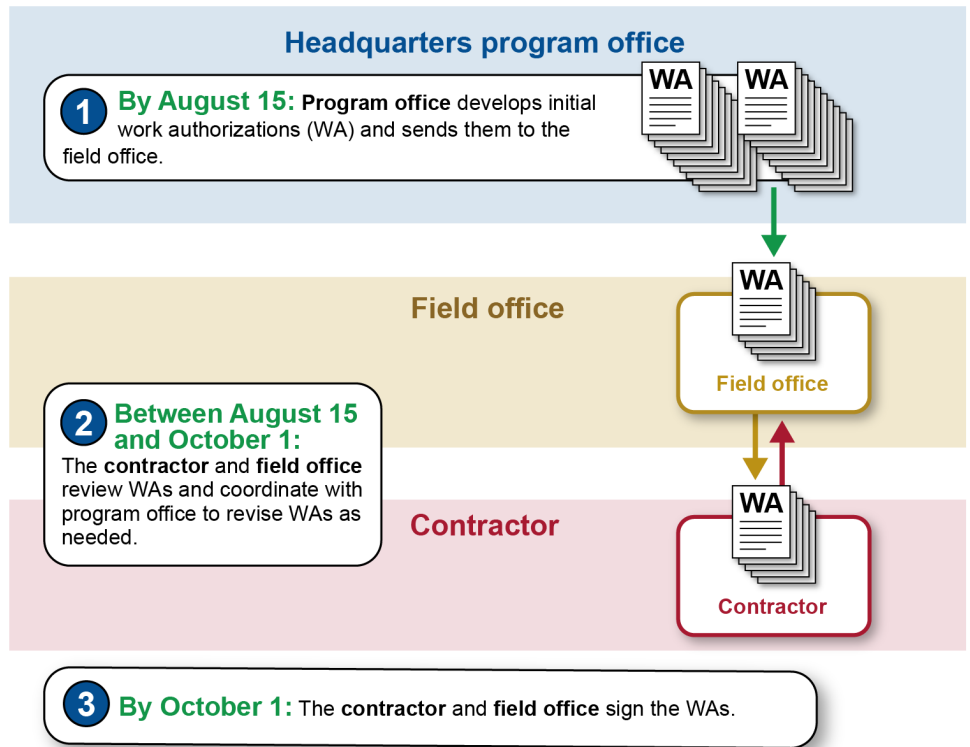 Headquarters program office
1 By August 15: Program office develops initial
work authorizations (WA) and sends them to the
field office.
WA WA
WA
Field office
Field office
2 Between August 15
and October 1:
The contractor and field office
review WAs and coordinate with
program office to revise WAs as
needed.
WA
Contractor
Contractor
3 By October 1: The contractor and field office sign the WAs.